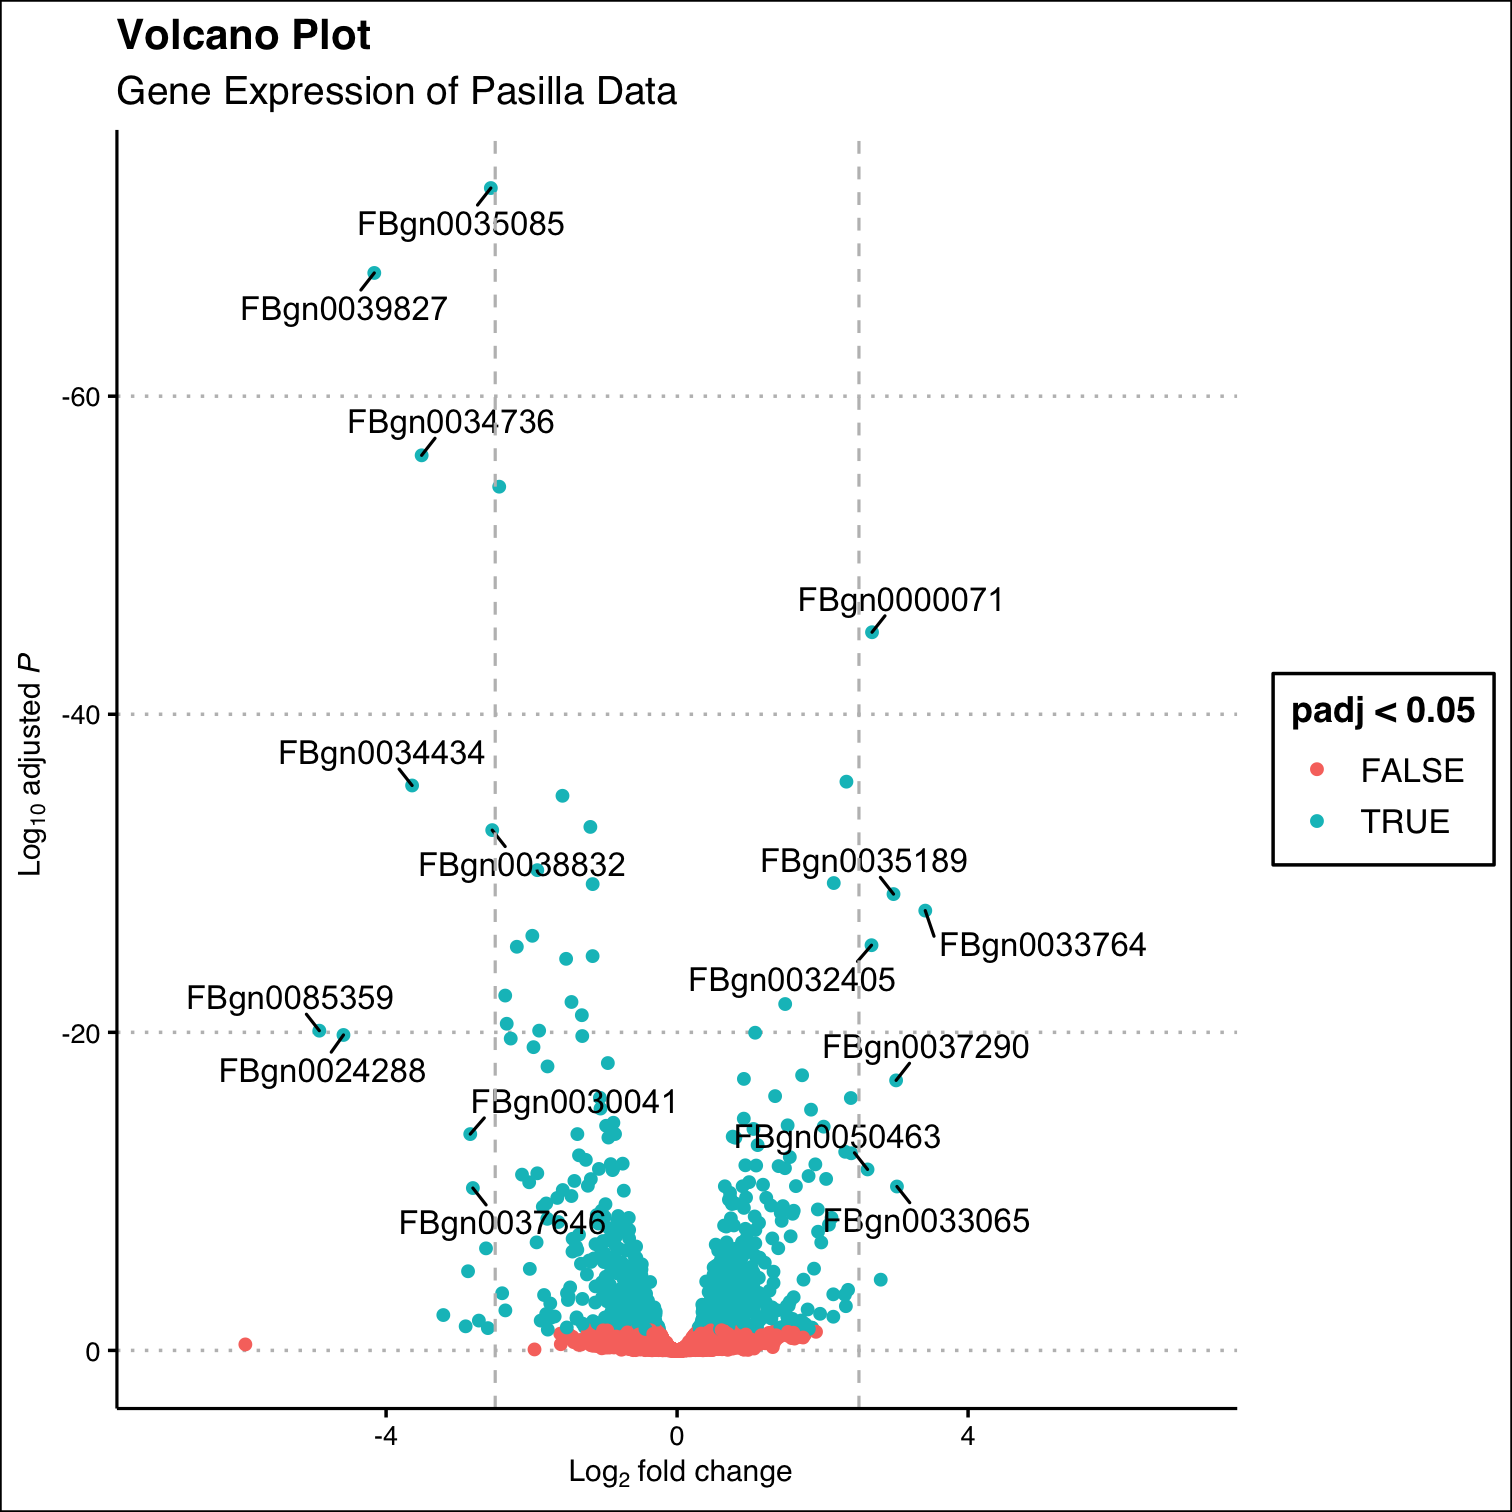 Volcano Plot
Gene Expression of Pasilla Data
FBgn0035085
FBgn0039827
-60
FBgn0034736
FBgn0000071
-40
FBgn0034434
FBgn0038832
FBgn0035189
FBgn0033764
FBgn0032405
FBgn0085359
-20
FBgn0024288
FBgn0037290
FBgn0030041
FBgn0050463
FBgn0037646
FBgn0033065
0
-4
0
4
Log2 fold change
Log10 adjusted P
padj < 0.05
FALSE
TRUE